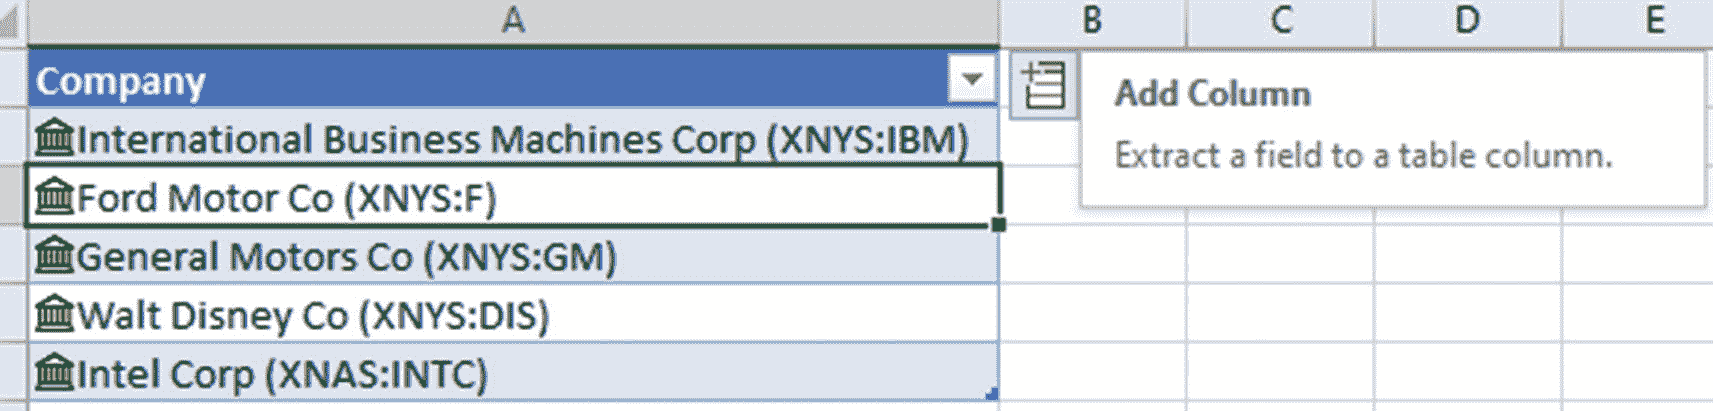 A B C D E
Company
Add Column
Extract a field to a table column.
International Business Machines Corp (XNYS:IBM)
Ford Motor Co (XNYS:F)
General Motors Co (XNYS:GM)
Walt Disney Co (XNYS:DIS)
Intel Corp (XNAS:INTC)